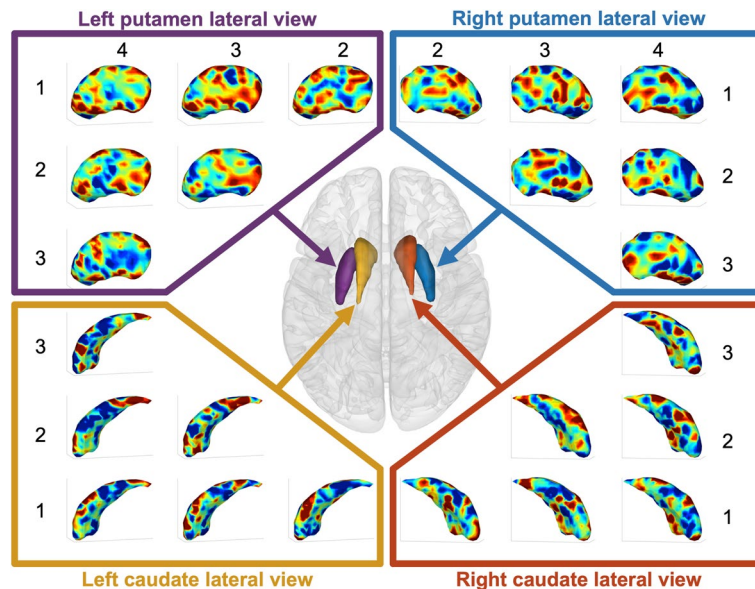 Left putamen lateral view
Right putamen lateral view
4 3 2
2 3 4
1
1
2
2
3
3
3
3
2
2
1
1
Left caudate lateral view
Right caudate lateral view